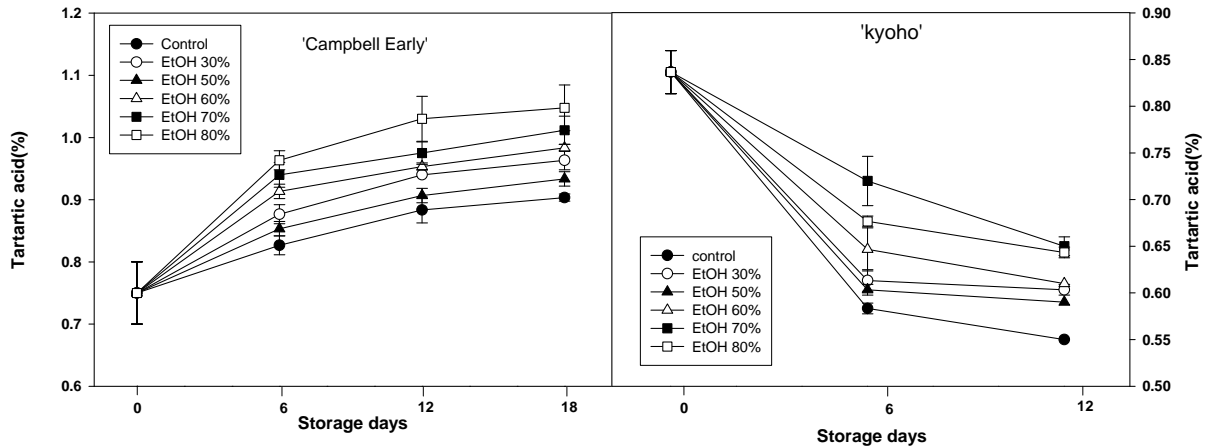 'Campbell Early'
Control
EtOH 30%
EtOH 50%
EtOH 60%
EtOH 70%
EtOH 80%
Tartartic acid(%)
1.2
1.1
1.0
0.9
0.8
0.7
0.6
0
6
12
18
Storage days
'kyoho'
control
EtOH 30%
EtOH 50%
EtOH 60%
EtOH 70%
EtOH 80%
0.90
0.85
0.80
0.75
0.70
0.65
0.60
0.55
0.50
Tartartic acid(%)
0
6
12
Storage days